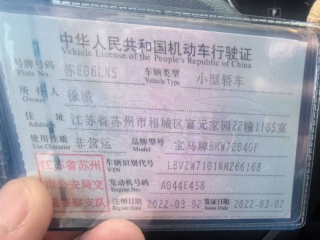 中华人民共和国机动车行驶证
Vehicle License of the People's Republic of China
号牌号码 Plate No. 苏E06LNS 车辆类型 Vehicle Type 小型轿车
所有人 Owner 徐
住址 Address 江苏省苏州市相城区富元家园22幢1105室
使用性质 Use Character 非营运 品牌型号 Model 宝马牌BMW7204GF
江苏省苏州 车辆识别代号 VIN LBV2W7101NM266168
市公安局交 发动机号码 Engine No. A044E458
警察支队 注册日期 Register Date 2022-03-02 发证日期 Issue Date 2022-03-02